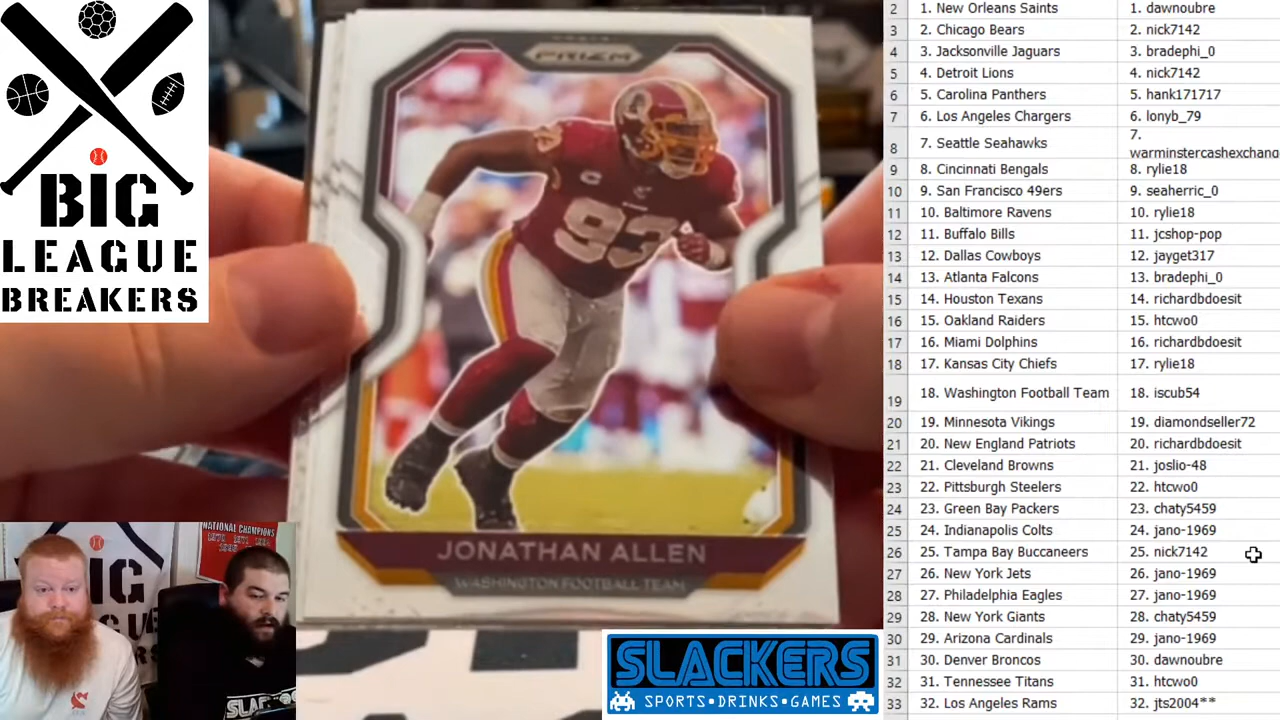 BIG
LEAGUE
BREAKERS
PRIZM
93
93
JONATHAN ALLEN
WASHINGTON FOOTBALL TEAM
NATIONAL CHAMPIONS
IG
SLACKERS
SPORTS•DRINKS•GAMES
2 1. New Orleans Saints 1. dawnoubre
3 2. Chicago Bears 2. nick7142
4 3. Jacksonville Jaguars 3. bradephi_0
5 4. Detroit Lions 4. nick7142
6 5. Carolina Panthers 5. hank171717
7 6. Los Angeles Chargers 6. lonyb_79
8 7. Seattle Seahawks 7.
warminstercashexchano
9 8. Cincinnati Bengals 8. rylie18
10 9. San Francisco 49ers 9. seaherric_0
11 10. Baltimore Ravens 10. rylie18
12 11. Buffalo Bills 11. jcshop-pop
13 12. Dallas Cowboys 12. jayget317
14 13. Atlanta Falcons 13. bradephi_0
15 14. Houston Texans 14. richardbdoesit
16 15. Oakland Raiders 15. htcwo0
17 16. Miami Dolphins 16. richardbdoesit
18 17. Kansas City Chiefs 17. rylie18
19 18. Washington Football Team 18. iscub54
20 19. Minnesota Vikings 19. diamondseller72
21 20. New England Patriots 20. richardbdoesit
22 21. Cleveland Browns 21. joslio-48
23 22. Pittsburgh Steelers 22. htcwo0
24 23. Green Bay Packers 23. chaty5459
25 24. Indianapolis Colts 24. jano-1969
26 25. Tampa Bay Buccaneers 25. nick7142
27 26. New York Jets 26. jano-1969
28 27. Philadelphia Eagles 27. jano-1969
29 28. New York Giants 28. chaty5459
30 29. Arizona Cardinals 29. jano-1969
31 30. Denver Broncos 30. dawnoubre
32 31. Tennessee Titans 31. htcwo0
33 32. Los Angeles Rams 32. jts2004**